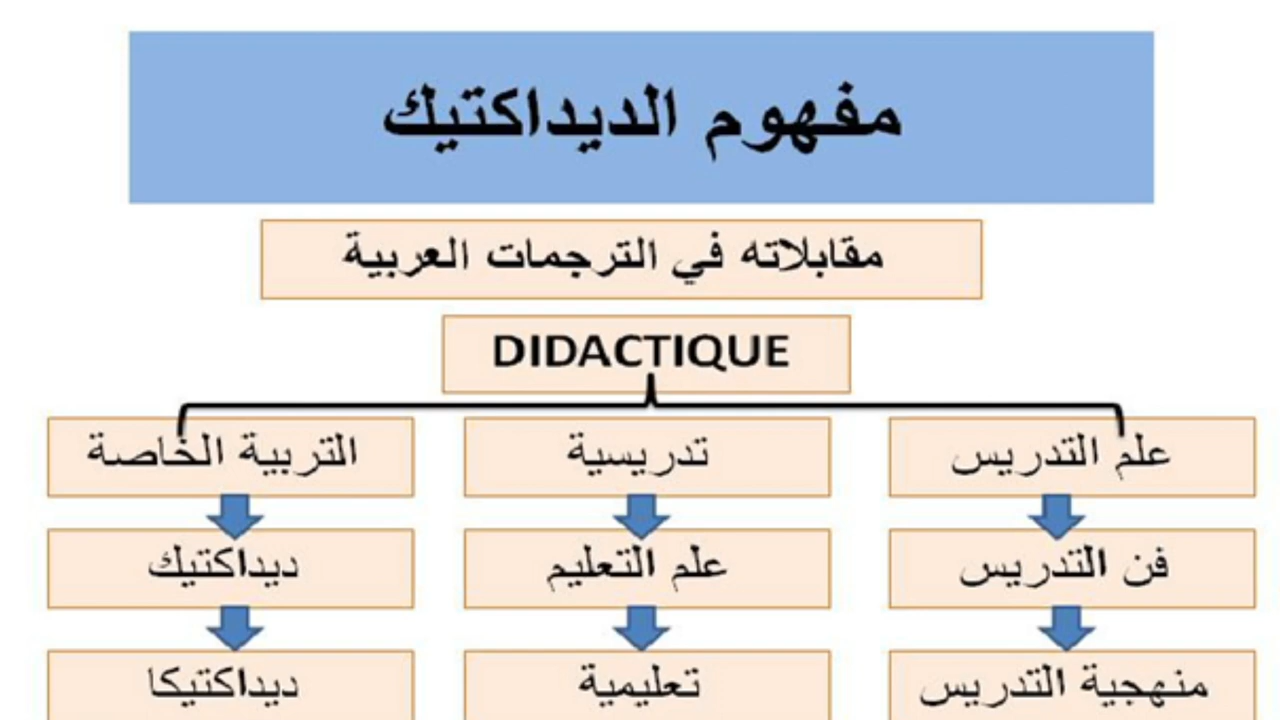 مفهوم الديداكتيك
مقابلاته في الترجمات العربية
DIDACTIQUE
علم التدريس
تدريسية
التربية الخاصة
فن التدريس
علم التعليم
ديداكتيك
منهجية التدريس
تعليمية
ديداكتيكا